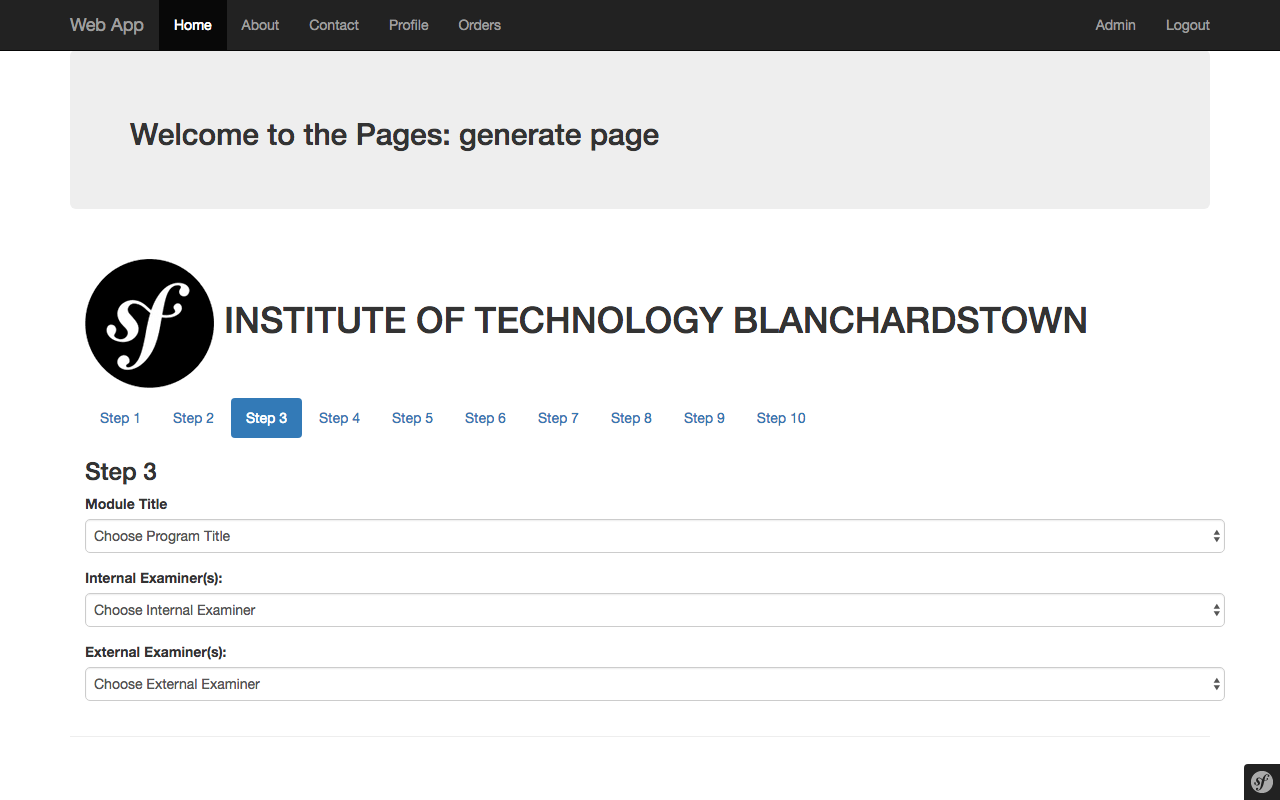 Web App Home About Contact Profile Orders Admin Logout
Welcome to the Pages: generate page
sf INSTITUTE OF TECHNOLOGY BLANCHARDSTOWN
Step 1 Step 2 Step 3 Step 4 Step 5 Step 6 Step 7 Step 8 Step 9 Step 10
Step 3
Module Title
Choose Program Title
Internal Examiner(s):
Choose Internal Examiner
External Examiner(s):
Choose External Examiner
sf